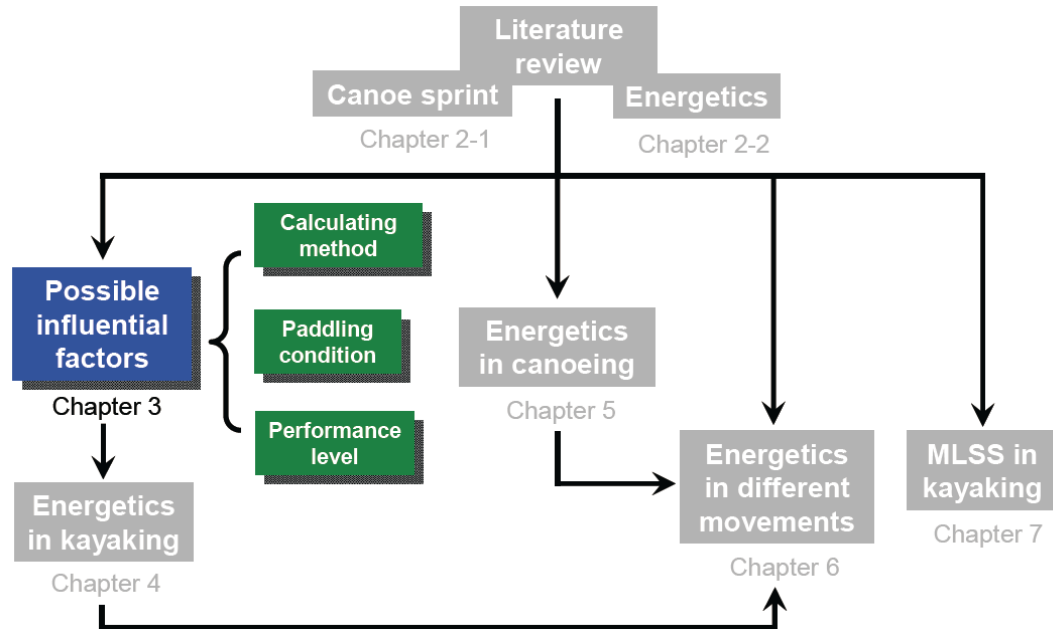 Literature
review
Canoe sprint
Energetics
Chapter 2-1
Chapter 2-2
Calculating
method
Possible
influential
factors
Chapter 3
Paddling
condition
Performance
level
Energetics
in canoeing
Chapter 5
Energetics
in kayaking
Chapter 4
Energetics
in different
movements
Chapter 6
MLSS in
kayaking
Chapter 7